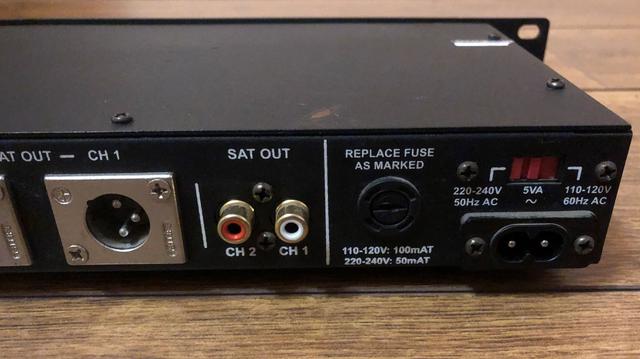 AT OUT — CH 1
SAT OUT
CH 2
CH 1
REPLACE FUSE
AS MARKED
110-120V: 100mAT
220-240V: 50mAT
220-240V
50Hz AC
5VA
~
110-120V
60Hz AC